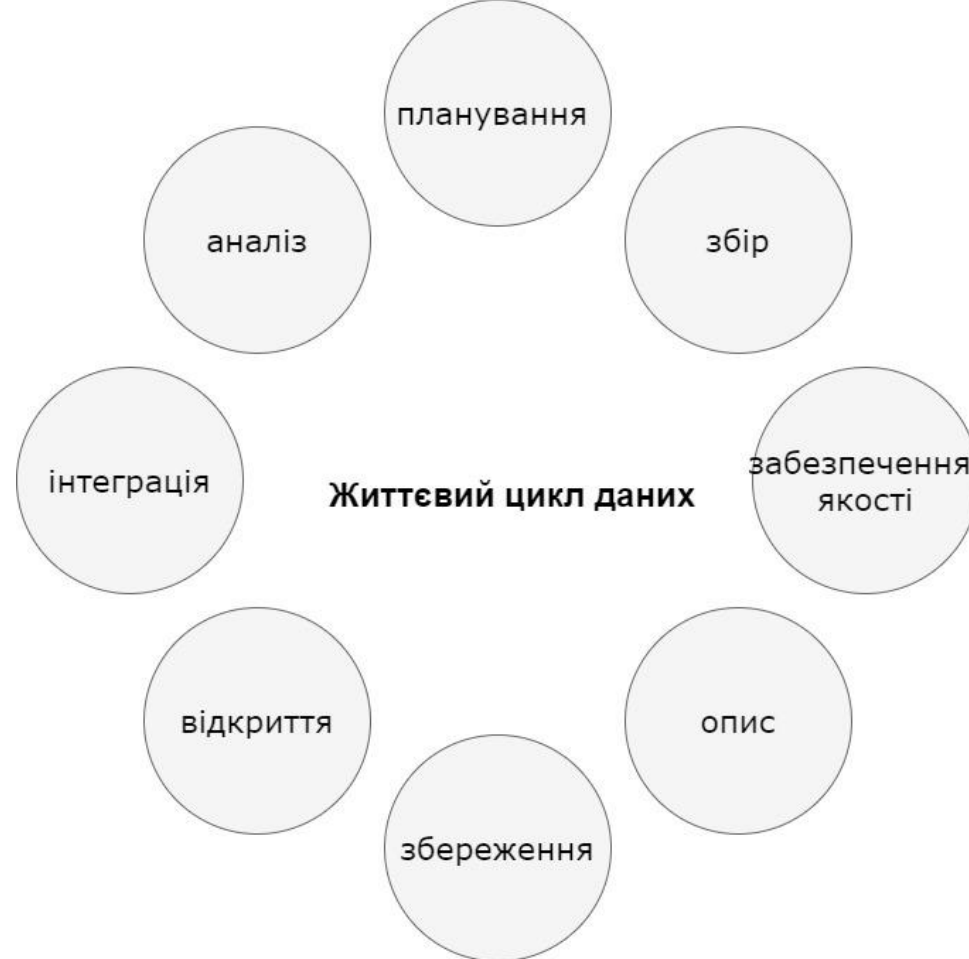 планування
збір
забезпечення
якості
опис
збереження
відкриття
інтеграція
аналіз
Життєвий цикл даних